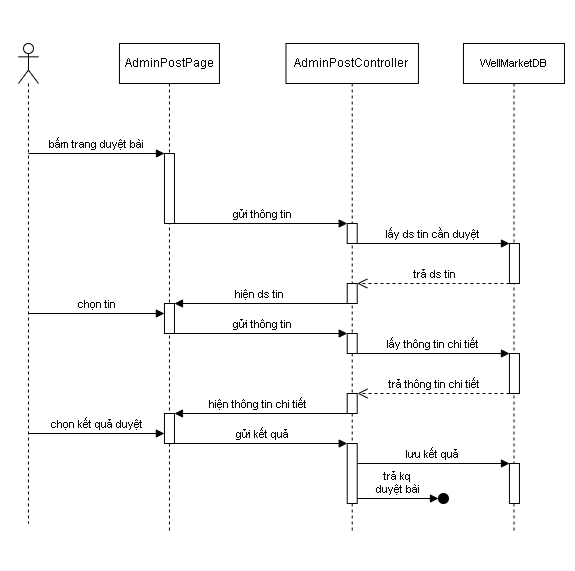 AdminPostPage
AdminPostController
WellMarketDB
bấm trang duyệt bài
gửi thông tin
lấy ds tin cần duyệt
trả ds tin
hiện ds tin
chọn tin
gửi thông tin
lấy thông tin chi tiết
trả thông tin chi tiết
hiện thông tin chi tiết
chọn kết quả duyệt
gửi kết quả
lưu kết quả
trả kq
duyệt bài